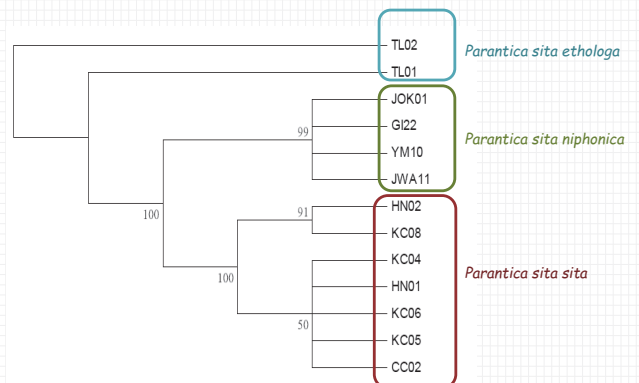 TL02
Parantica sita ethologa
TL01
JOK01
99
GI22
Parantica sita niphonica
YM10
JWA11
HN02
91
100
KC08
KC04
Parantica sita sita
100
HN01
KC06
50
KC05
CC02